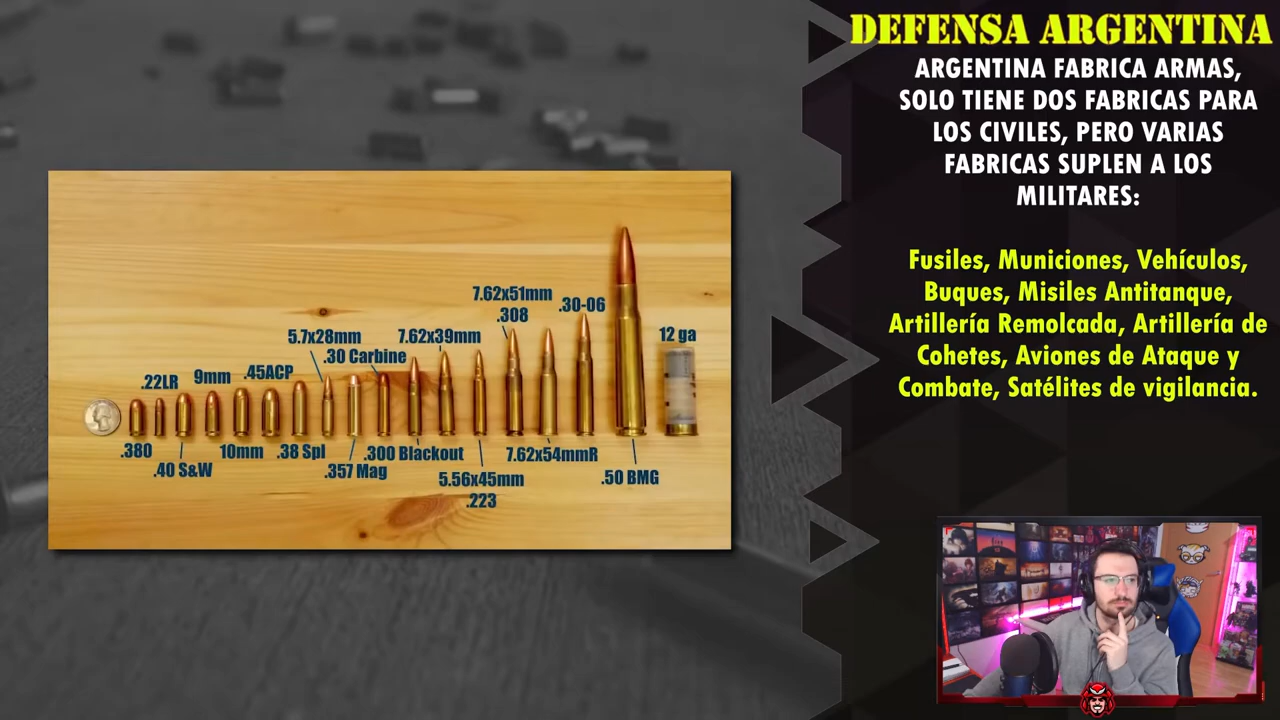 DEFENSA ARGENTINA
ARGENTINA FABRICA ARMAS,
SOLO TIENE DOS FABRICAS PARA
LOS CIVILES, PERO VARIAS
FABRICAS SUPLEN A LOS
MILITARES:
Fusiles, Municiones, Vehículos,
Buques, Misiles Antitanque,
Artillería Remolcada, Artillería de
Cohetes, Aviones de Ataque y
Combate, Satélites de vigilancia.
7.62x51mm
.308
.30-06
5.7x28mm
7.62x39mm
12 ga
.30 Carbine
.22LR
9mm
.45ACP
.380
.40 S&W
10mm
.38 Spl
.357 Mag
.300 Blackout
5.56x45mm
.223
7.62x54mmR
.50 BMG